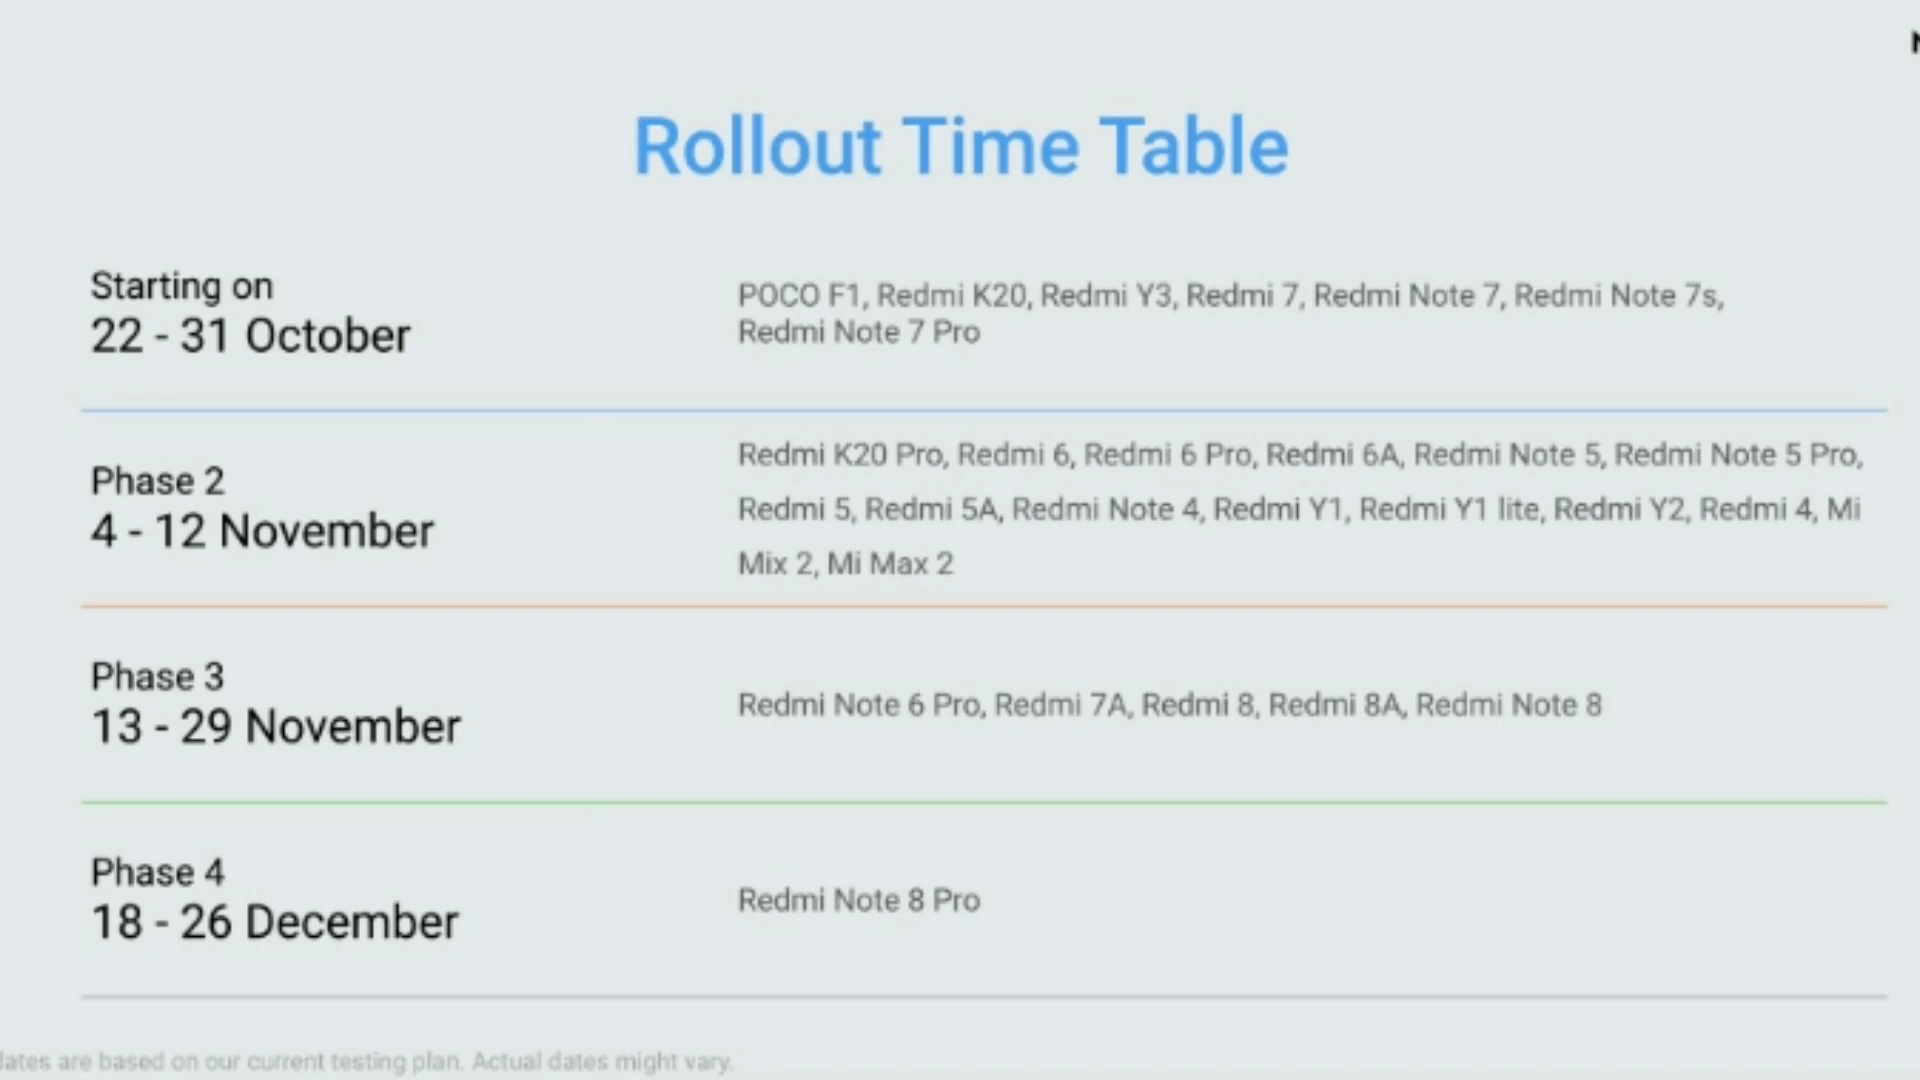 Rollout Time Table
Starting on
22 - 31 October
POCO F1, Redmi K20, Redmi Y3, Redmi 7, Redmi Note 7, Redmi Note 7s,
Redmi Note 7 Pro
Phase 2
4 - 12 November
Redmi K20 Pro, Redmi 6, Redmi 6 Pro, Redmi 6A, Redmi Note 5, Redmi Note 5 Pro,
Redmi 5, Redmi 5A, Redmi Note 4, Redmi Y1, Redmi Y1 lite, Redmi Y2, Redmi 4, Mi
Mix 2, Mi Max 2
Phase 3
13 - 29 November
Redmi Note 6 Pro, Redmi 7A, Redmi 8, Redmi 8A, Redmi Note 8
Phase 4
18 - 26 December
Redmi Note 8 Pro
are based on our current testing plan. Actual dates might vary.